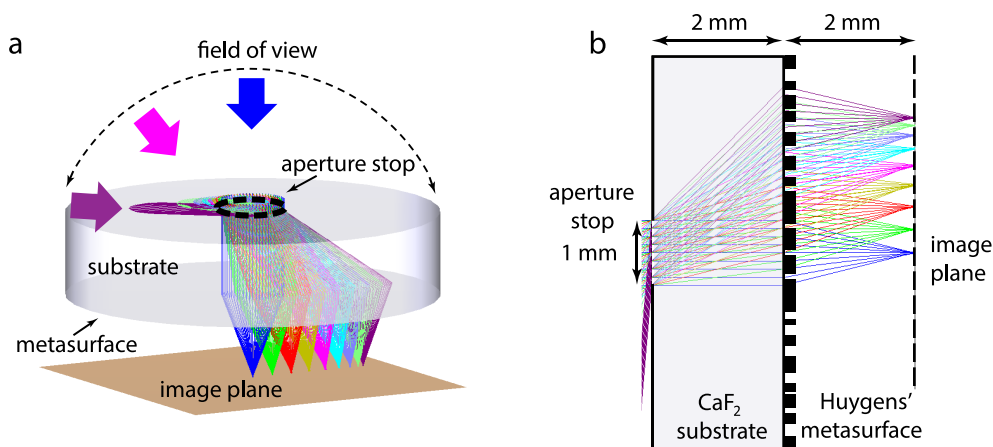 a
field of view
aperture stop
substrate
metasurface
image plane
b
2 mm
2 mm
aperture
stop
1 mm
image
plane
CaF₂
substrate
Huygens'
metasurface